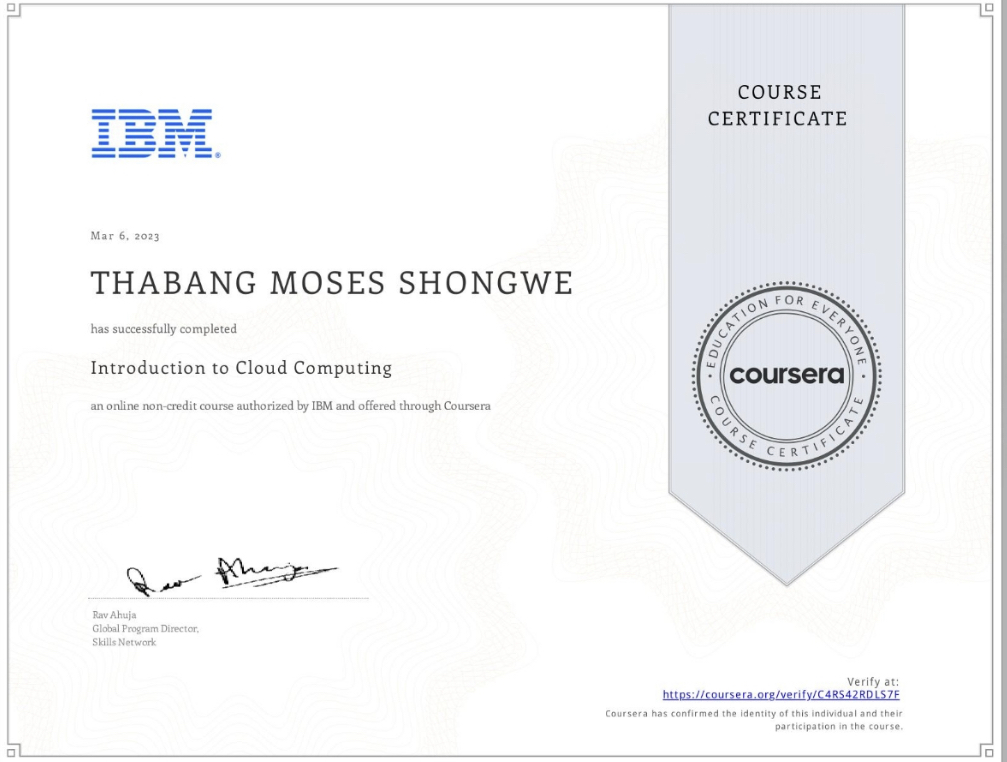 COURSE
CERTIFICATE
IBM®
Mar 6, 2023
THABANG MOSES SHONGWE
has successfully completed
Introduction to Cloud Computing
an online non-credit course authorized by IBM and offered through Coursera
EDUCATION FOR EVERYONE
coursera
COURSE CERTIFICATE
Rav Ahuja
Rav Ahuja
Global Program Director,
Skills Network
Verify at:
https://coursera.org/verify/C4RS42RDLS7F
Coursera has confirmed the identity of this individual and their
participation in the course.